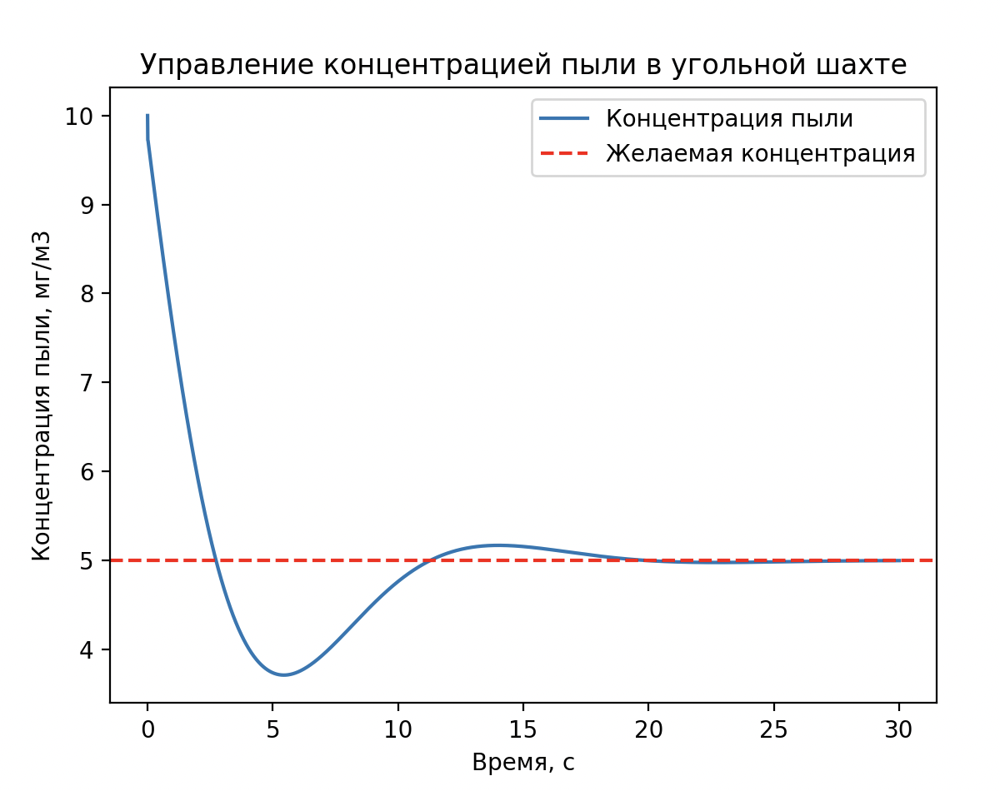 Управление концентрацией пыли в угольной шахте
Концентрация пыли
Желаемая концентрация
Концентрация пыли, мг/м3
10
9
8
7
6
5
4
0 5 10 15 20 25 30
Время, с